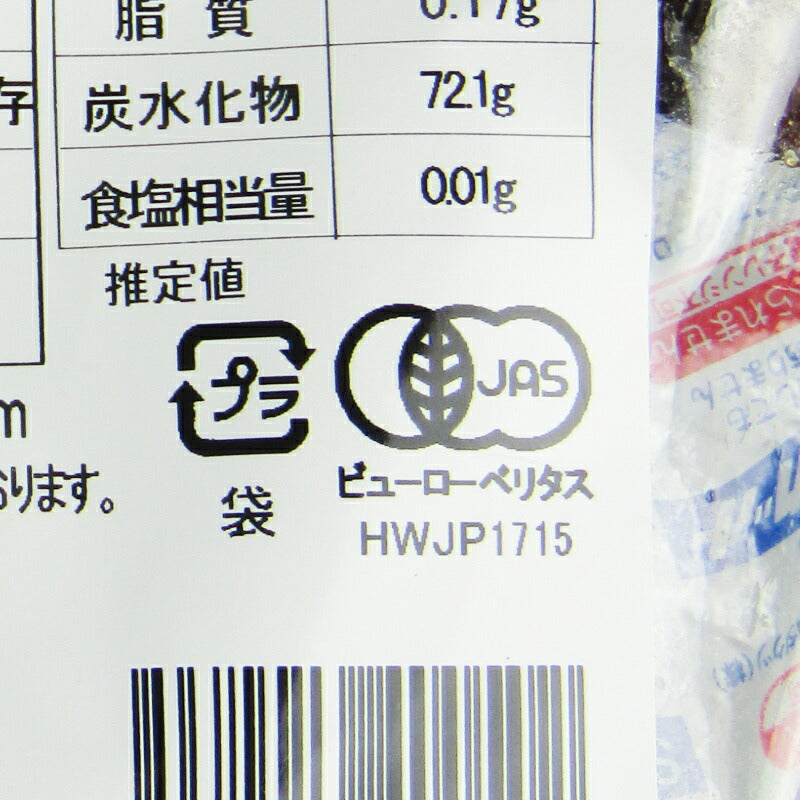 脂質 0.17g
存
炭水化物 72.1g
食塩相当量 0.01g
推定値
プラ
JAS
m
おります。
袋
ビューローベリタス
HWJP1715